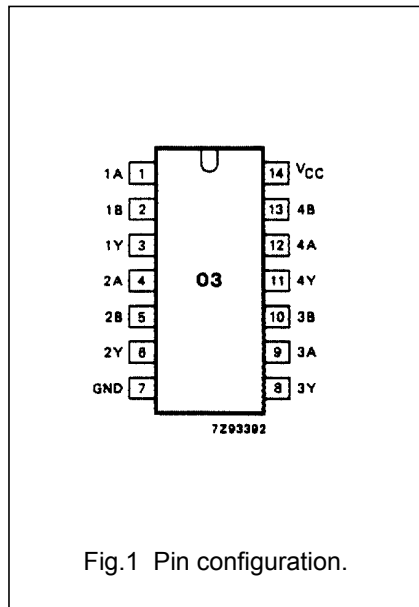 1A 1 14 VCC
1B 2 13 4B
1Y 3 12 4A
2A 4 03 11 4Y
2B 5 10 3B
2Y 6 9 3A
GND 7 8 3Y
7Z93392
Fig.1 Pin configuration.